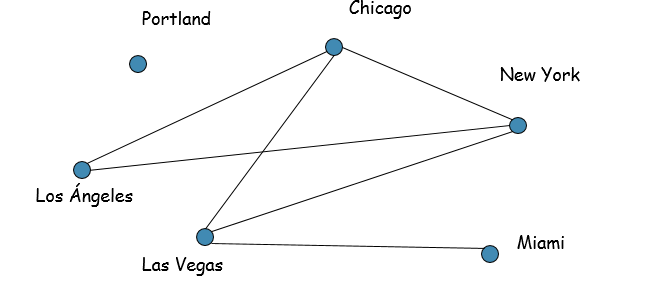 Portland
Chicago
New York
Los Ángeles
Las Vegas
Miami